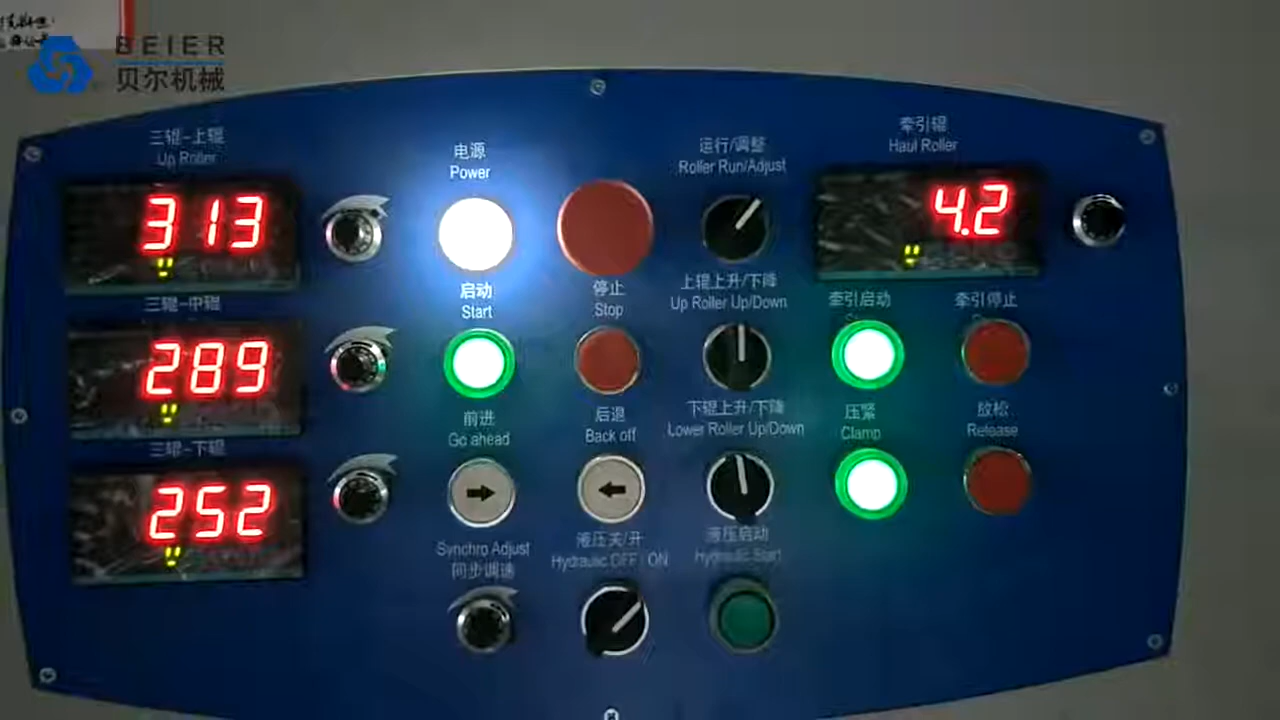 BEIER
贝尔机械
三辊-上辊
Up Roller
313
电源
Power
运行/调整
Roller Run/Adjust
牵引辊
Haul Roller
4.2
三辊-中辊
289
启动
Start
停止
Stop
上辊上升/下降
Up Roller Up/Down
牵引启动
牵引停止
三辊-下辊
252
前进
Go ahead
后退
Back off
下辊上升/下降
Lower Roller Up/Down
压紧
Clamp
放松
Release
Synchro Adjust
同步调速
液压关/开
Hydraulic OFF / ON
液压启动
Hydraulic Start